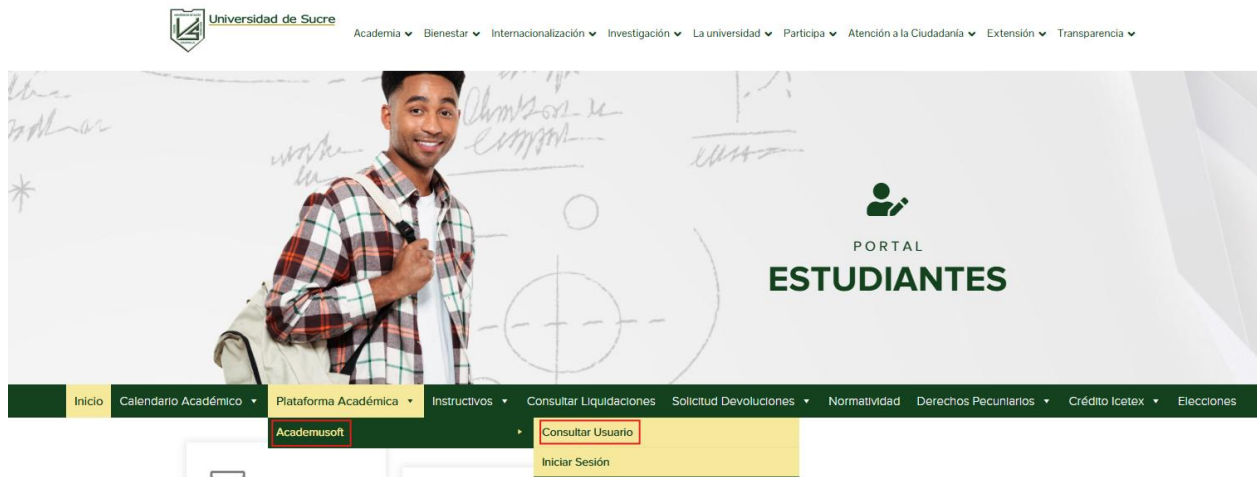 Universidad de Sucre
Academia Bienestar Internacionalización Investigación La universidad Participa Atención a la Ciudadanía Extensión Transparencia
PORTAL
ESTUDIANTES
Inicio Calendario Académico Plataforma Académica Instructivos Consultar Liquidaciones Solicitud Devoluciones Normatividad Derechos Pecuniarios Crédito Icetex Elecciones
Academusoft Consultar Usuario
Iniciar Sesión